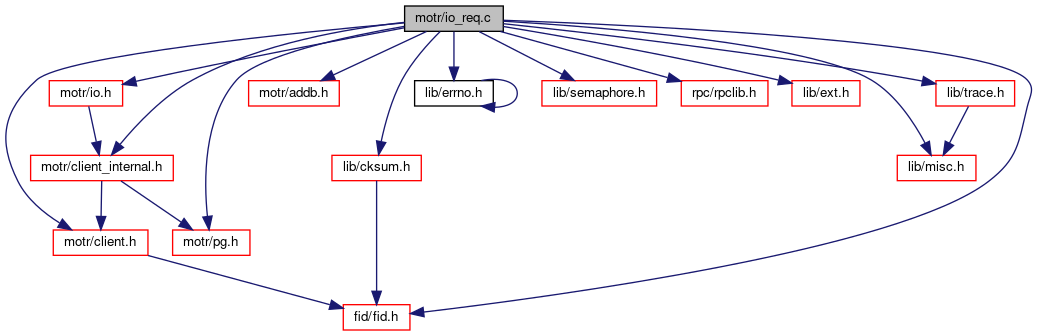 motr/io_req.c
motr/io.h
motr/addb.h
lib/errno.h
lib/semaphore.h
rpc/rpclib.h
lib/ext.h
lib/trace.h
motr/client_internal.h
lib/cksum.h
lib/misc.h
motr/client.h
motr/pg.h
fid/fid.h